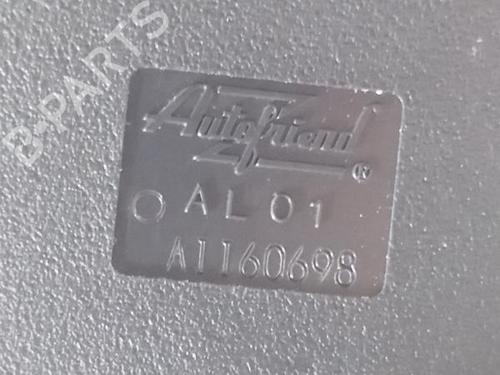 B-PARTS
Autofriend ®
AL01
A1160698